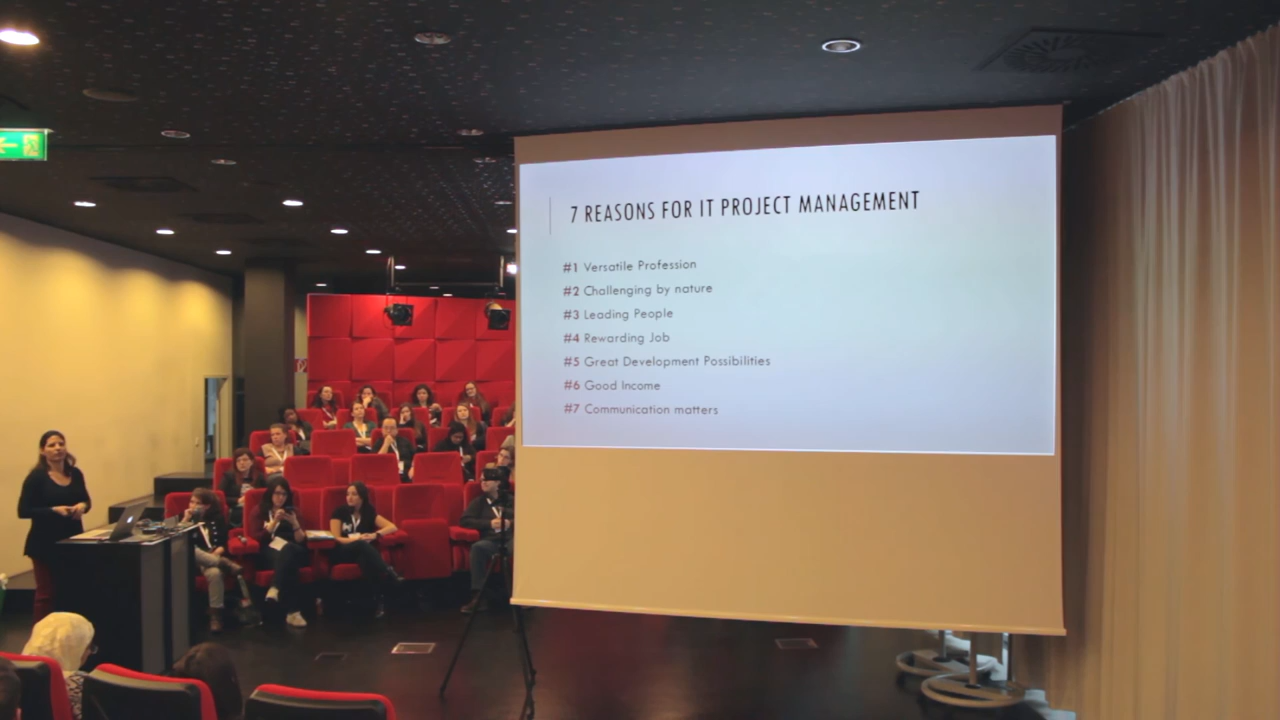 7 REASONS FOR IT PROJECT MANAGEMENT
#1 Versatile Profession
#2 Challenging by nature
#3 Leading People
#4 Rewarding Job
#5 Great Development Possibilities
#6 Good Income
#7 Communication matters